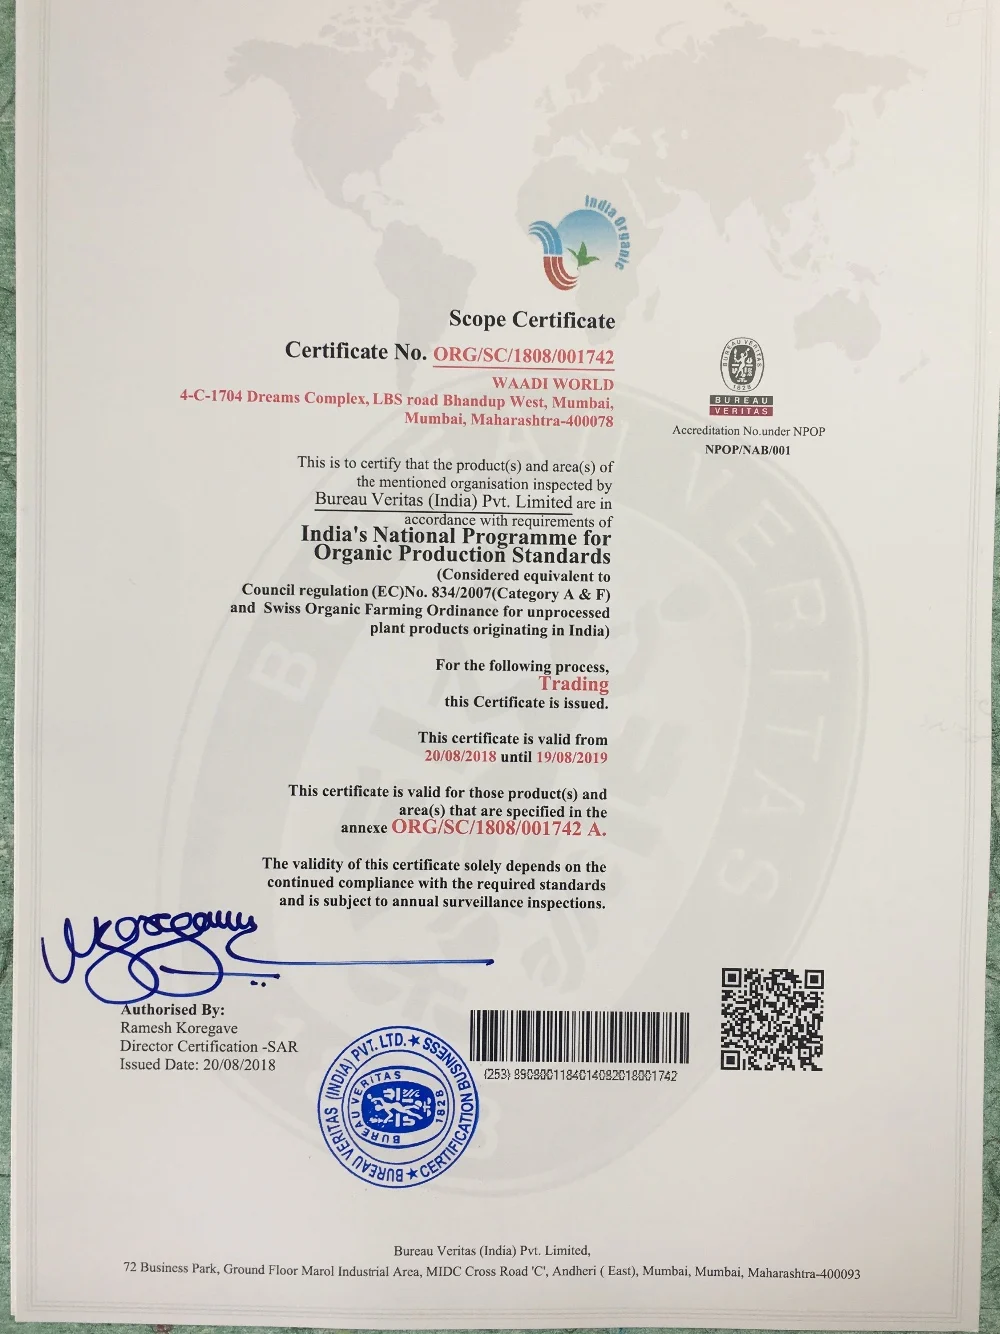 India Organic
Scope Certificate
Certificate No. ORG/SC/1808/001742
WAADI WORLD
4-C-1704 Dreams Complex, LBS road Bhandup West, Mumbai,
Mumbai, Maharashtra-400078
BUREAU VERITAS
1828
BUREAU
VERITAS
Accreditation No.under NPOP
NPOP/NAB/001
This is to certify that the product(s) and area(s) of
the mentioned organisation inspected by
Bureau Veritas (India) Pvt. Limited are in
accordance with requirements of
India's National Programme for
Organic Production Standards
(Considered equivalent to
Council regulation (EC)No. 834/2007(Category A & F)
and Swiss Organic Farming Ordinance for unprocessed
plant products originating in India)
For the following process,
Trading
this Certificate is issued.
This certificate is valid from
20/08/2018 until 19/08/2019
This certificate is valid for those product(s) and
area(s) that are specified in the
annexe ORG/SC/1808/001742 A.
The validity of this certificate solely depends on the
continued compliance with the required standards
and is subject to annual surveillance inspections.
Authorised By:
Ramesh Koregave
Director Certification -SAR
Issued Date: 20/08/2018
BUREAU VERITAS (INDIA) PVT. LTD. ★ CERTIFICATION BUSINESS ★
BUREAU VERITAS
1828
(253) 8908001184014082018001742
Bureau Veritas (India) Pvt. Limited,
72 Business Park, Ground Floor Marol Industrial Area, MIDC Cross Road 'C', Andheri ( East), Mumbai, Mumbai, Maharashtra-400093